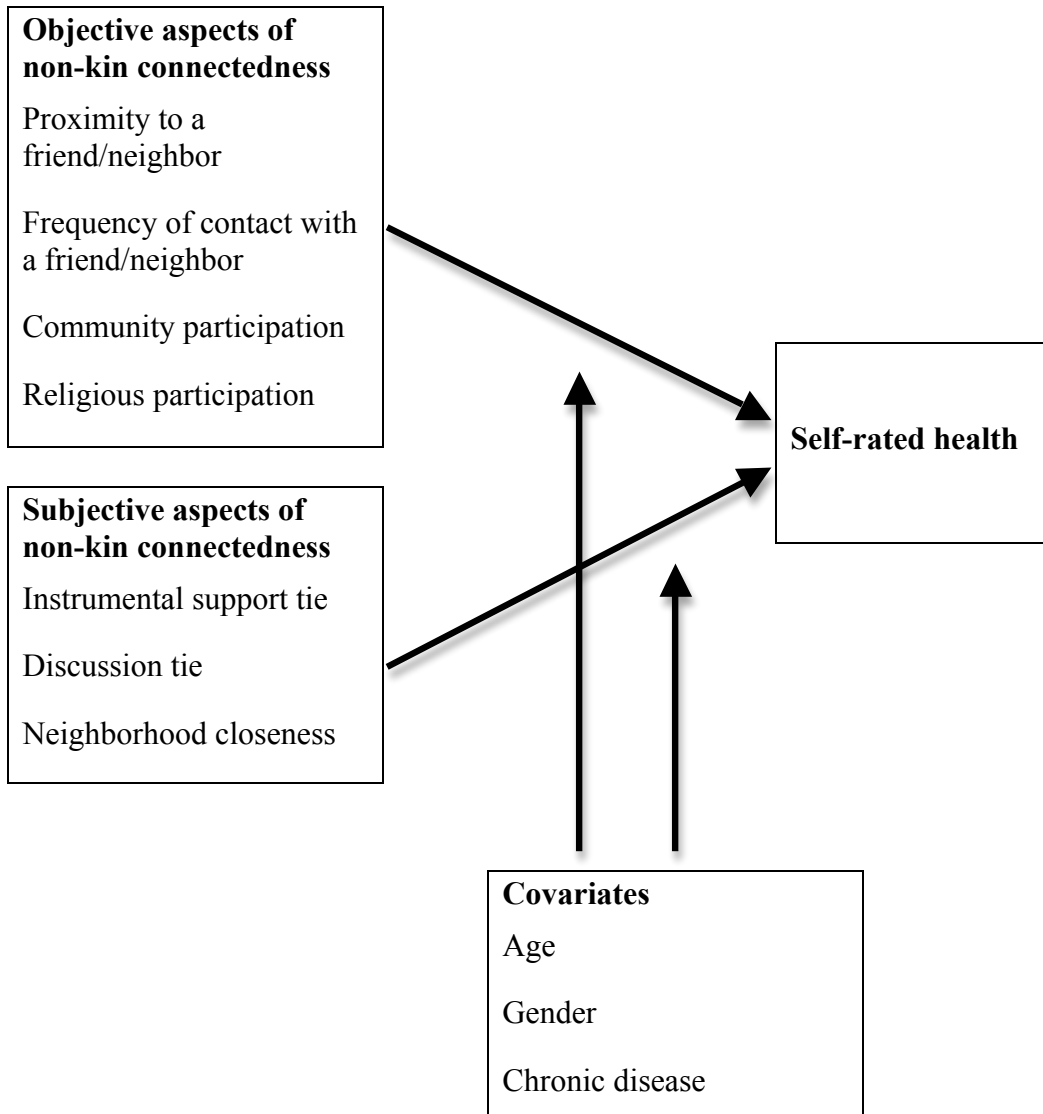 Objective aspects of
non-kin connectedness
Proximity to a
friend/neighbor
Frequency of contact with
a friend/neighbor
Community participation
Religious participation
Self-rated health
Subjective aspects of
non-kin connectedness
Instrumental support tie
Discussion tie
Neighborhood closeness
Covariates
Age
Gender
Chronic disease